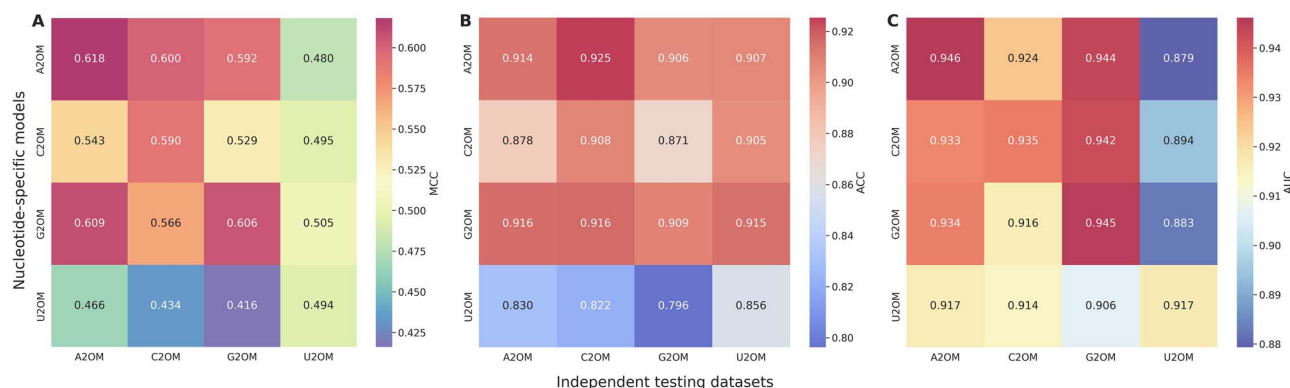 A
B
C
Nucleotide-specific models
A2OM
0.618 0.600 0.592 0.480
C2OM
0.543 0.590 0.529 0.495
G2OM
0.609 0.566 0.606 0.505
U2OM
0.466 0.434 0.416 0.494
A2OM C2OM G2OM U2OM
0.600
0.575
0.550
0.525
0.500
0.475
0.450
0.425
MCC
A2OM
0.914 0.925 0.906 0.907
C2OM
0.878 0.908 0.871 0.905
G2OM
0.916 0.916 0.909 0.915
U2OM
0.830 0.822 0.796 0.856
A2OM C2OM G2OM U2OM
0.92
0.90
0.88
0.86
0.84
0.82
0.80
ACC
A2OM
0.946 0.924 0.944 0.879
C2OM
0.933 0.935 0.942 0.894
G2OM
0.934 0.916 0.945 0.883
U2OM
0.917 0.914 0.906 0.917
A2OM C2OM G2OM U2OM
0.94
0.93
0.92
0.91
0.90
0.89
0.88
AUC
Independent testing datasets